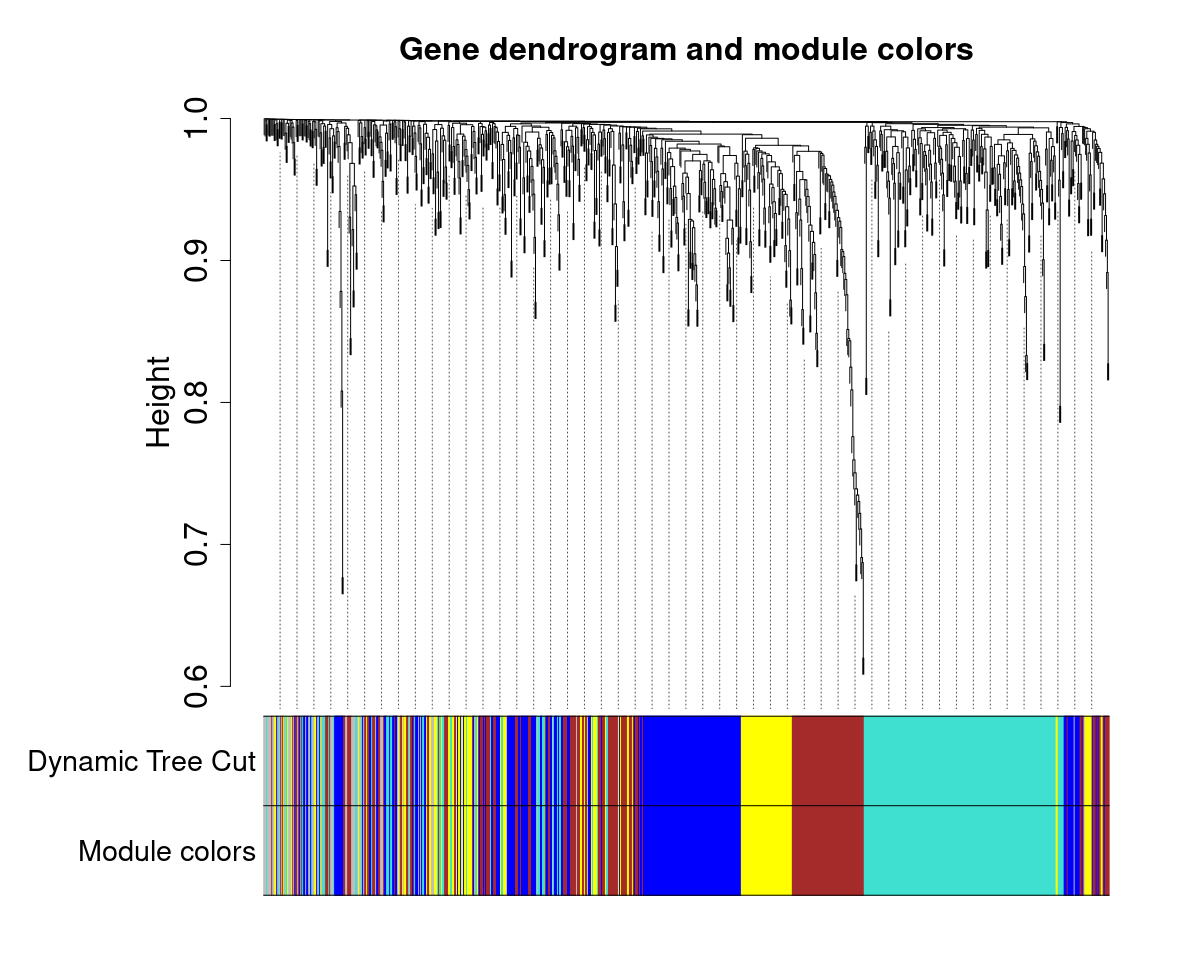 Gene dendrogram and module colors
Height
1.0
0.9
0.8
0.7
0.6
Dynamic Tree Cut
Module colors